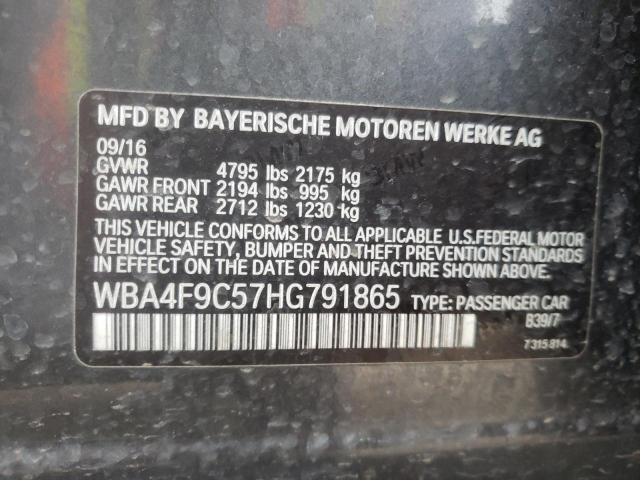 MFD BY BAYERISCHE MOTOREN WERKE AG
09/16
GVWR 4795 lbs 2175 kg
GAWR FRONT 2194 lbs 995 kg
GAWR REAR 2712 lbs 1230 kg
THIS VEHICLE CONFORMS TO ALL APPLICABLE U.S.FEDERAL MOTOR
VEHICLE SAFETY, BUMPER AND THEFT PREVENTION STANDARDS
IN EFFECT ON THE DATE OF MANUFACTURE SHOWN ABOVE.
WBA4F9C57HG791865 TYPE: PASSENGER CAR
B39/7
7 315 814